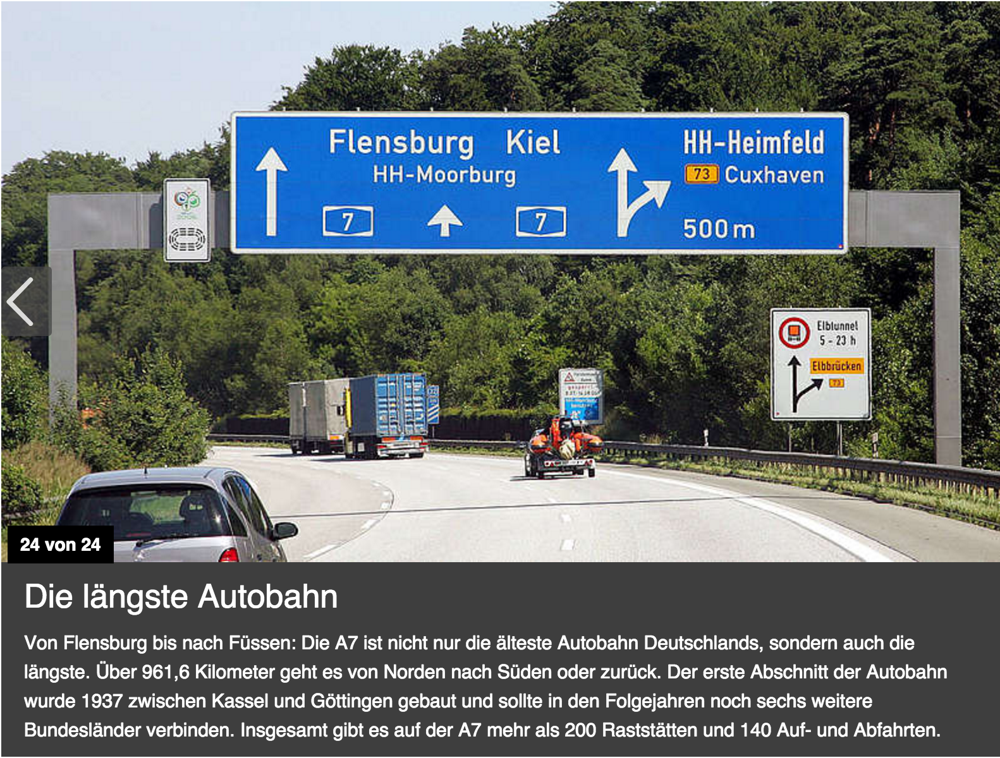 Flensburg Kiel
HH-Moorburg
7
7
HH-Heimfeld
73 Cuxhaven
500 m
Elbtunnel
5 - 23 h
Elbbrücken
73
24 von 24
Die längste Autobahn
Von Flensburg bis nach Füssen: Die A7 ist nicht nur die älteste Autobahn Deutschlands, sondern auch die
längste. Über 961,6 Kilometer geht es von Norden nach Süden oder zurück. Der erste Abschnitt der Autobahn
wurde 1937 zwischen Kassel und Göttingen gebaut und sollte in den Folgejahren noch sechs weitere
Bundesländer verbinden. Insgesamt gibt es auf der A7 mehr als 200 Raststätten und 140 Auf- und Abfahrten.